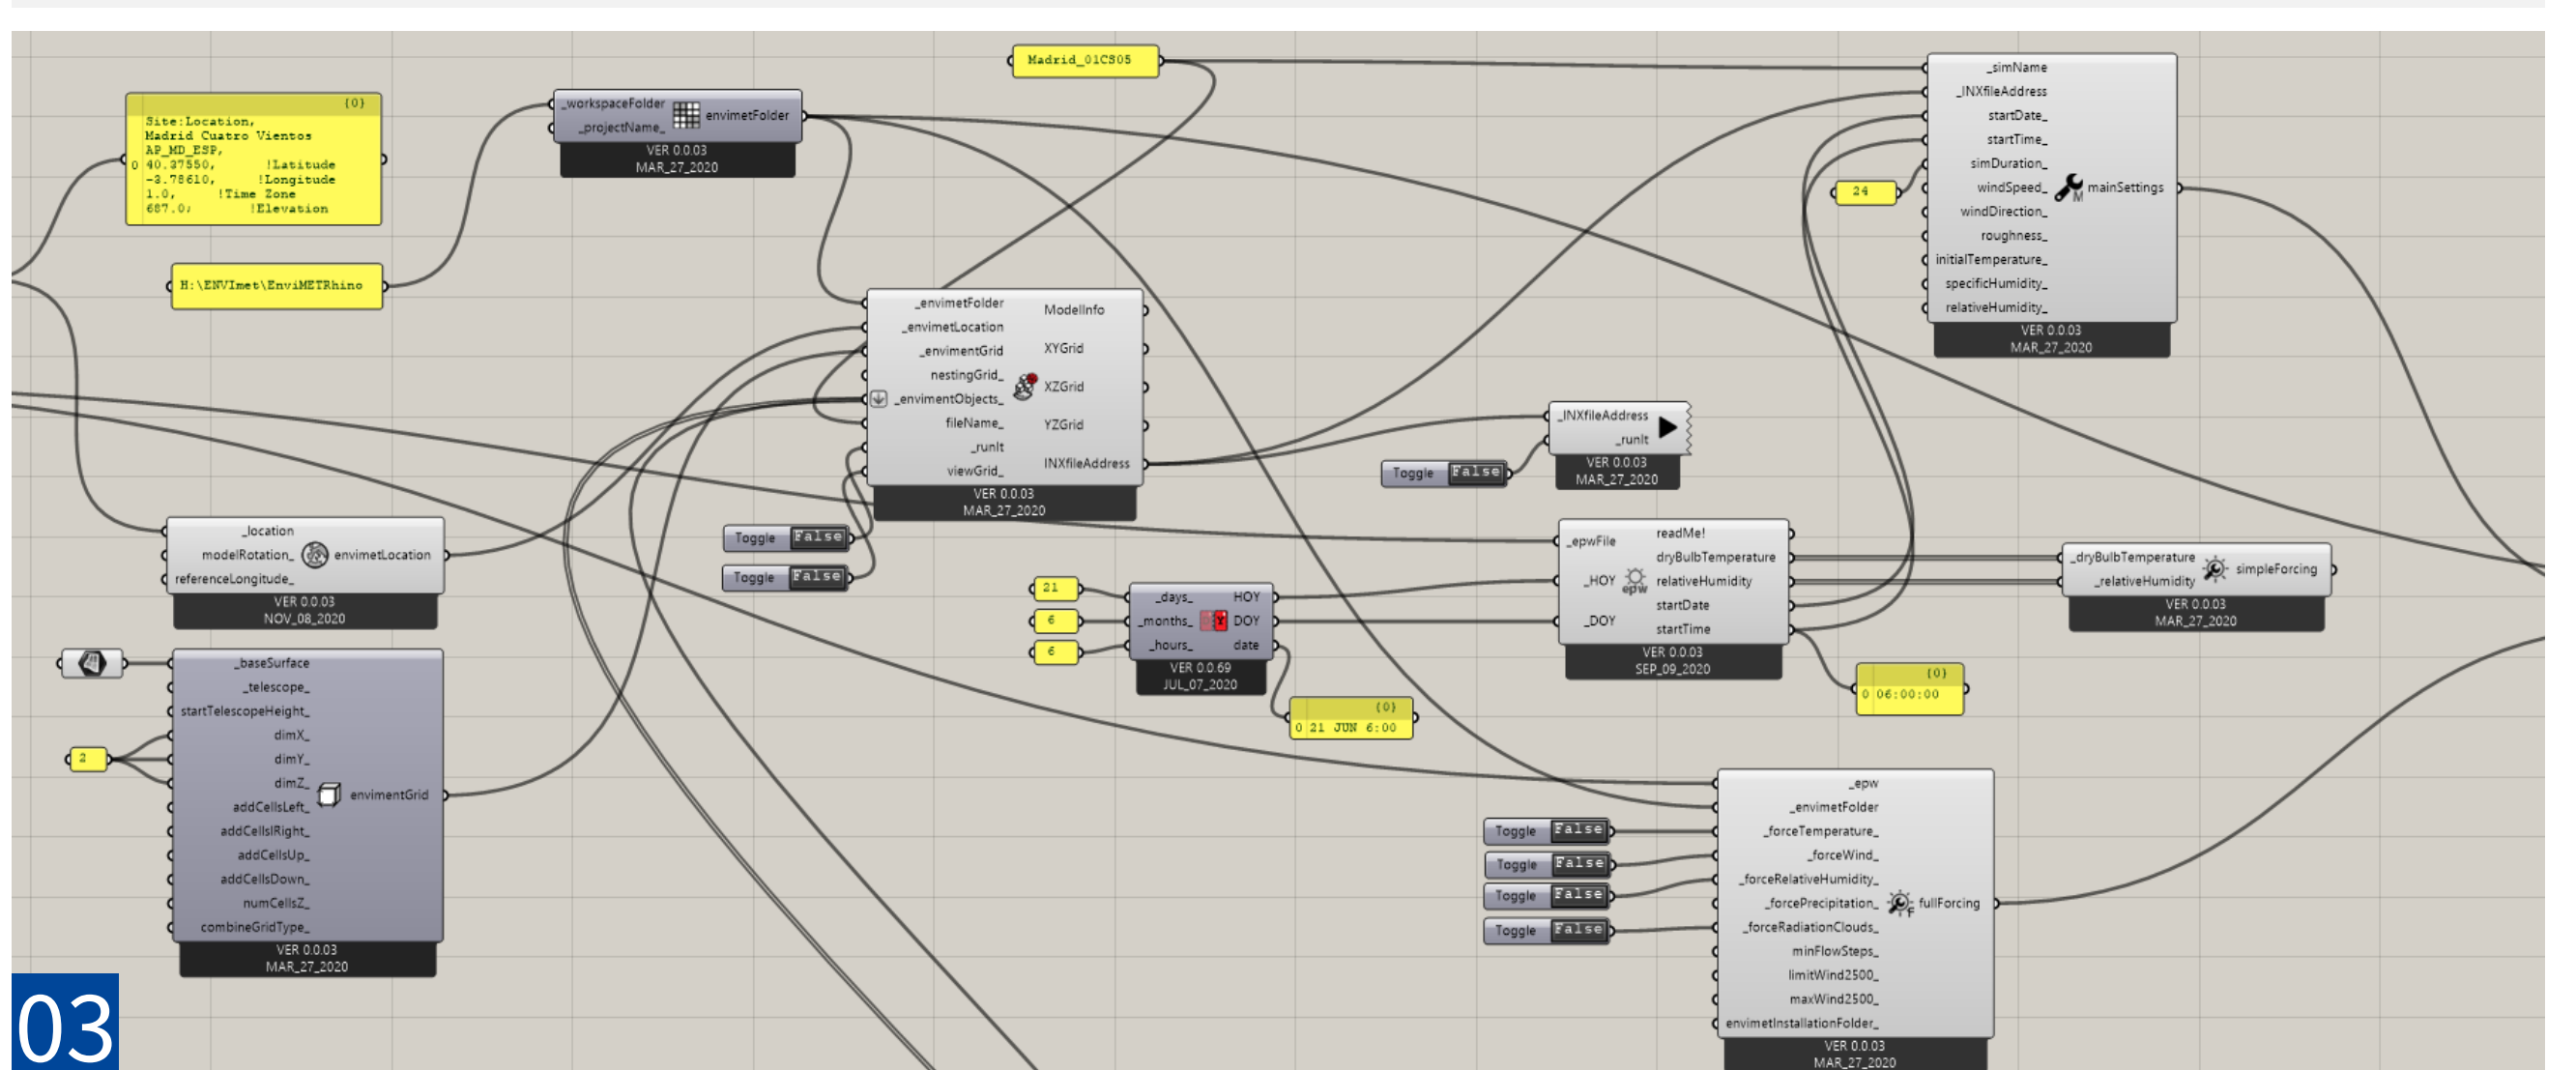 Madrid_01CS05
{0}
Site:Location,
Madrid Cuatro Vientos
AP_MD_ESP,
0 40.37550, !Latitude
-3.78610, !Longitude
1.0, !Time Zone
687.0; !Elevation
H:\ENVImet\EnviMETRhino
_workspaceFolder
_projectName_
envimetFolder
VER 0.0.03
MAR_27_2020
_simName
_INXfileAddress
startDate_
startTime_
simDuration_
windSpeed_
windDirection_
roughness_
initialTemperature_
specificHumidity_
relativeHumidity_
mainSettings
M
VER 0.0.03
MAR_27_2020
24
_envimetFolder
_envimetLocation
_envimentGrid
nestingGrid_
_envimentObjects_
fileName_
_runIt
viewGrid_
ModelInfo
XYGrid
XZGrid
YZGrid
INXfileAddress
VER 0.0.03
MAR_27_2020
Toggle False
Toggle False
_INXfileAddress
_runIt
VER 0.0.03
MAR_27_2020
Toggle False
_location
modelRotation_
referenceLongitude_
envimetLocation
VER 0.0.03
NOV_08_2020
_epwFile
_HOY
_DOY
epw
readMe!
dryBulbTemperature
relativeHumidity
startDate
startTime
VER 0.0.03
SEP_09_2020
_dryBulbTemperature
_relativeHumidity
simpleForcing
VER 0.0.03
MAR_27_2020
21
6
6
_days_
_months_
_hours_
HOY
DOY
date
VER 0.0.69
JUL_07_2020
{0}
0 21 JUN 6:00
{0}
0 06:00:00
_baseSurface
_telescope_
startTelescopeHeight_
dimX_
dimY_
dimZ_
addCellsLeft_
addCellslRight_
addCellsUp_
addCellsDown_
numCellsZ_
combineGridType_
envimentGrid
VER 0.0.03
MAR_27_2020
2
_epw
_envimetFolder
_forceTemperature_
_forceWind_
_forceRelativeHumidity_
_forcePrecipitation_
_forceRadiationClouds_
minFlowSteps_
limitWind2500_
maxWind2500_
envimetInstallationFolder_
fullForcing
F
VER 0.0.03
MAR_27_2020
Toggle False
Toggle False
Toggle False
Toggle False
03